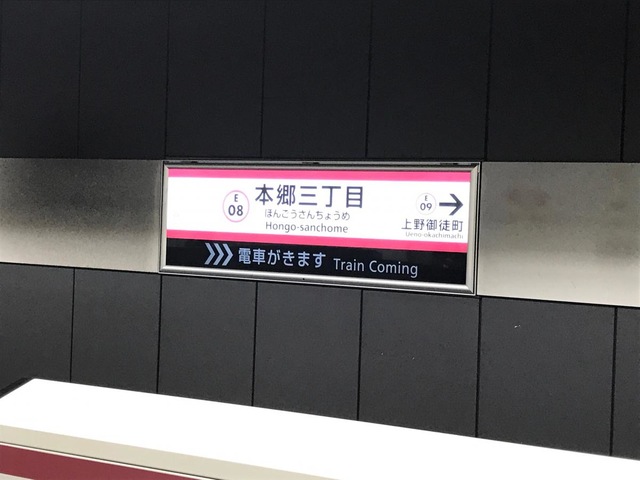 E
08
本郷三丁目
ほんごうさんちょうめ
Hongo-sanchome
E
09
上野御徒町
Ueno-okachimachi
電車がきます Train Coming